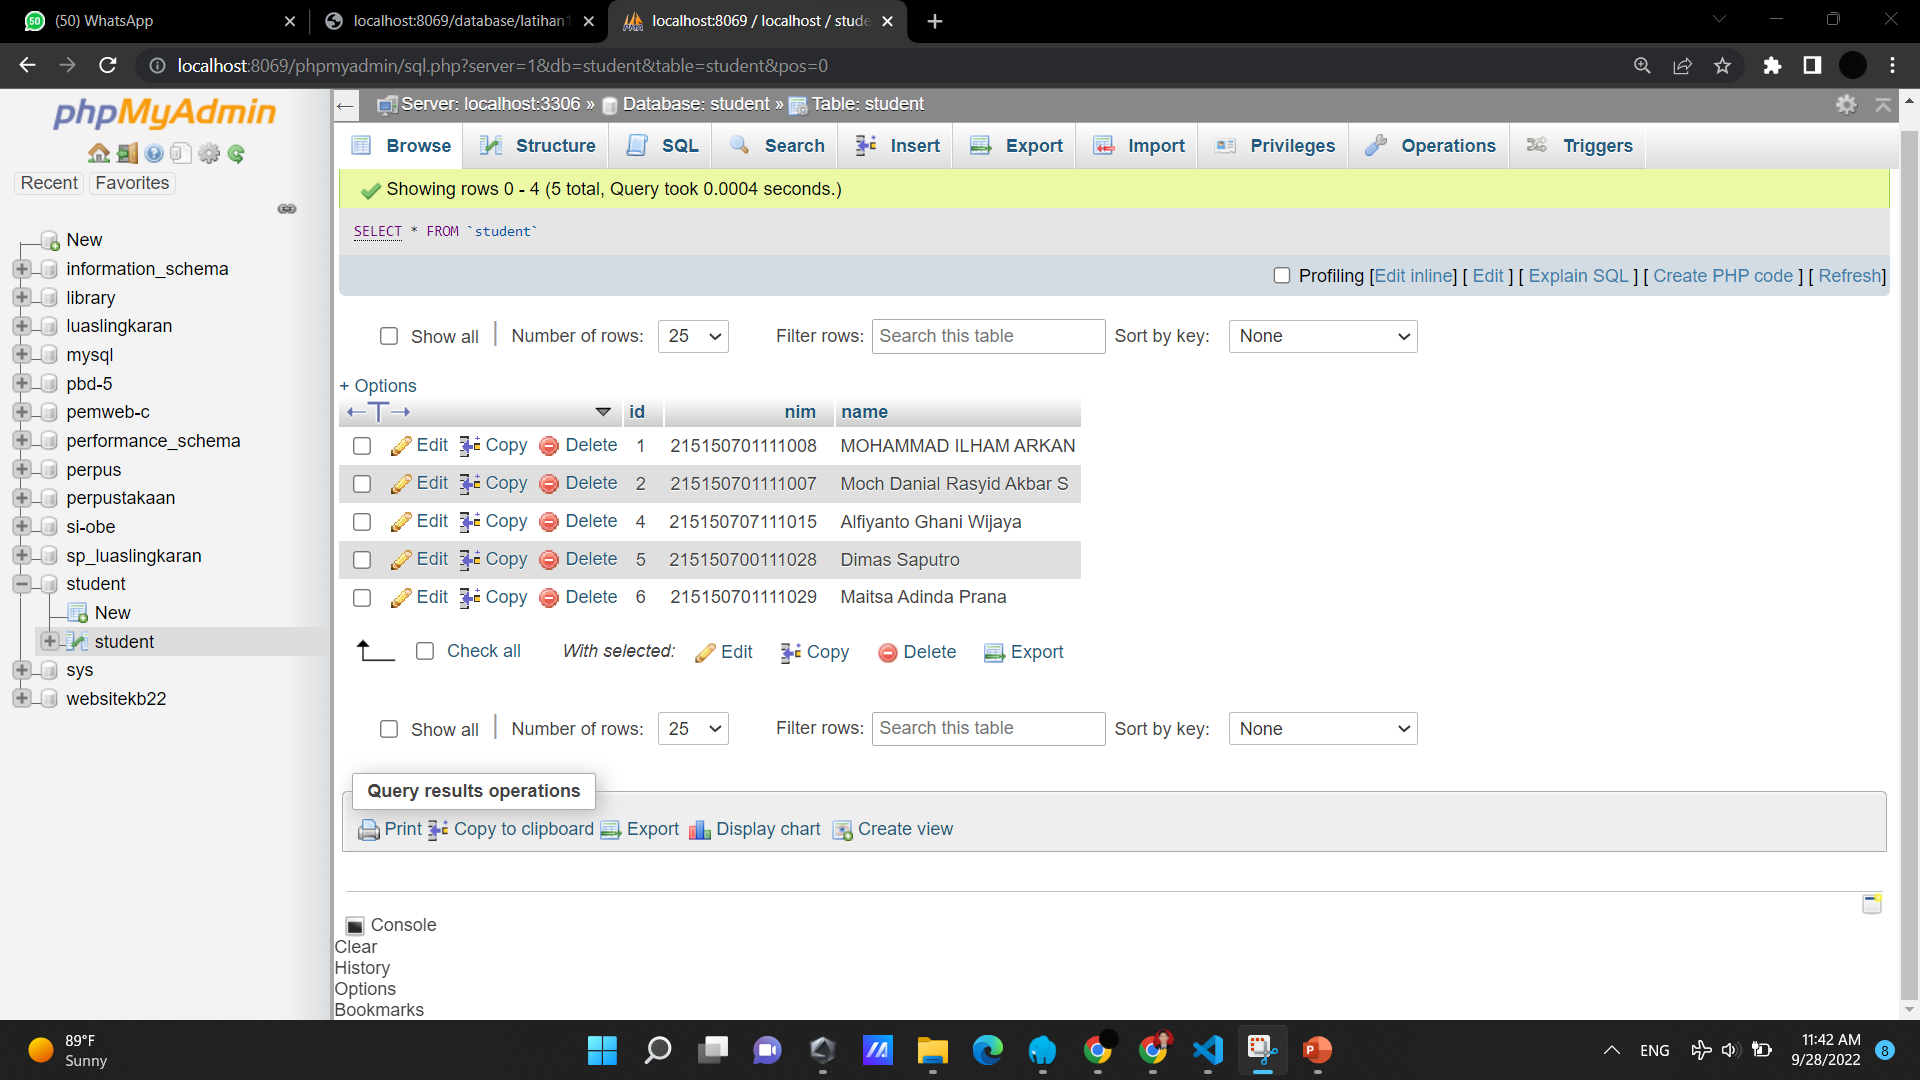 (50) WhatsApp
localhost:8069/database/latihan1
localhost:8069 / localhost / stude
localhost:8069/phpmyadmin/sql.php?server=1&db=student&table=student&pos=0
phpMyAdmin
Recent Favorites
New
information_schema
library
luaslingkaran
mysql
pbd-5
pemweb-c
performance_schema
perpus
perpustakaan
si-obe
sp_luaslingkaran
student
New
student
sys
websitekb22
Server: localhost:3306 » Database: student » Table: student
Browse Structure SQL Search Insert Export Import Privileges Operations Triggers
Showing rows 0 - 4 (5 total, Query took 0.0004 seconds.)
SELECT * FROM `student`
Profiling [Edit inline] [ Edit ] [ Explain SQL ] [ Create PHP code ] [ Refresh]
Show all | Number of rows: 25 Filter rows: Search this table Sort by key: None
+ Options
←T→ id nim name
Edit Copy Delete 1 215150701111008 MOHAMMAD ILHAM ARKAN
Edit Copy Delete 2 215150701111007 Moch Danial Rasyid Akbar S
Edit Copy Delete 4 215150707111015 Alfiyanto Ghani Wijaya
Edit Copy Delete 5 215150700111028 Dimas Saputro
Edit Copy Delete 6 215150701111029 Maitsa Adinda Prana
Check all With selected: Edit Copy Delete Export
Show all | Number of rows: 25 Filter rows: Search this table Sort by key: None
Query results operations
Print Copy to clipboard Export Display chart Create view
Console
Clear
History
Options
Bookmarks
89°F
Sunny
ENG
11:42 AM
9/28/2022
8